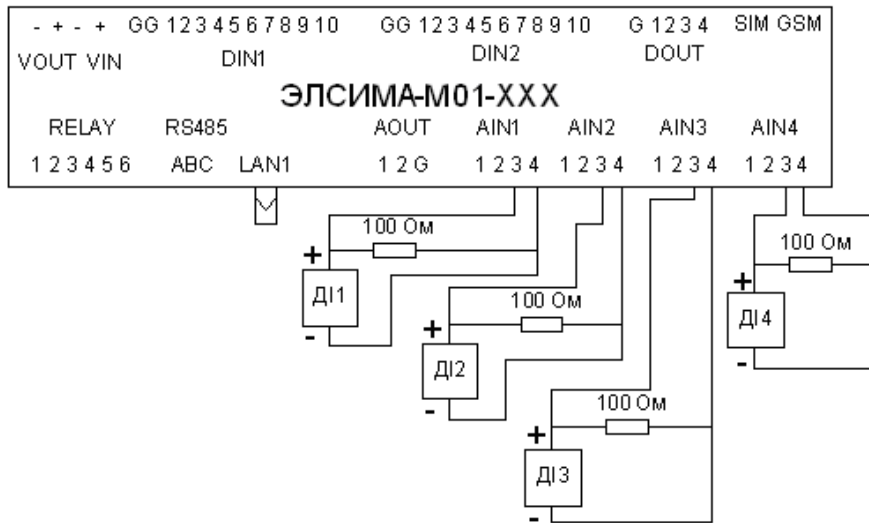 - + - + GG 1 2 3 4 5 6 7 8 9 10 GG 1 2 3 4 5 6 7 8 9 10 G 1 2 3 4 SIM GSM
VOUT VIN DIN1 DIN2 DOUT
ЭЛСИМА-М01-XXX
RELAY RS485 AOUT AIN1 AIN2 AIN3 AIN4
1 2 3 4 5 6 ABC LAN1 1 2 G 1 2 3 4 1 2 3 4 1 2 3 4 1 2 3 4
100 Ом
100 Ом
+
+
ДІ1
100 Ом
ДІ4
+
-
ДІ2
-
-
100 Ом
+
ДІ3
-